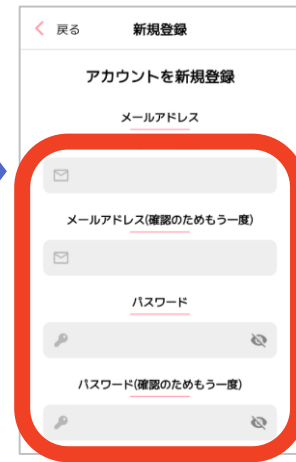 戻る 新規登録
アカウントを新規登録
メールアドレス
メールアドレス(確認のためもう一度)
パスワード
パスワード(確認のためもう一度)